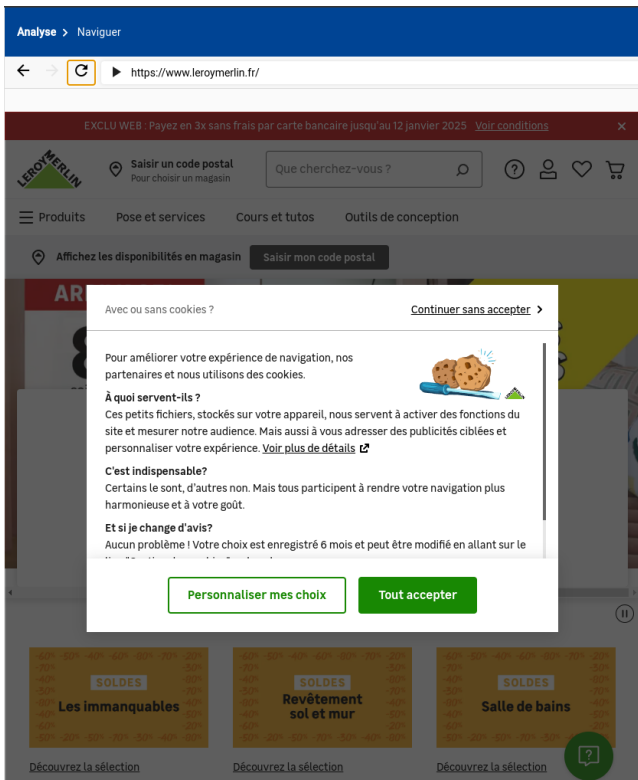 Analyse > Naviguer
https://www.leroymerlin.fr/
EXCLU WEB : Payez en 3x sans frais par carte bancaire jusqu'au 12 janvier 2025 Voir conditions
LEROY MERLIN
Saisir un code postal
Pour choisir un magasin
Que cherchez-vous ?
Produits Pose et services Cours et tutos Outils de conception
Affichez les disponibilités en magasin Saisir mon code postal
Avec ou sans cookies ? Continuer sans accepter
Pour améliorer votre expérience de navigation, nos
partenaires et nous utilisons des cookies.
À quoi servent-ils ?
Ces petits fichiers, stockés sur votre appareil, nous servent à activer des fonctions du
site et mesurer notre audience. Mais aussi à vous adresser des publicités ciblées et
personnaliser votre expérience. Voir plus de détails
C'est indispensable?
Certains le sont, d'autres non. Mais tous participent à rendre votre navigation plus
harmonieuse et à votre goût.
Et si je change d'avis?
Aucun problème ! Votre choix est enregistré 6 mois et peut être modifié en allant sur le
Personnaliser mes choix Tout accepter
SOLDES
Les immanquables
Découvrez la sélection
SOLDES
Revêtement
sol et mur
Découvrez la sélection
SOLDES
Salle de bains
Découvrez la sélection